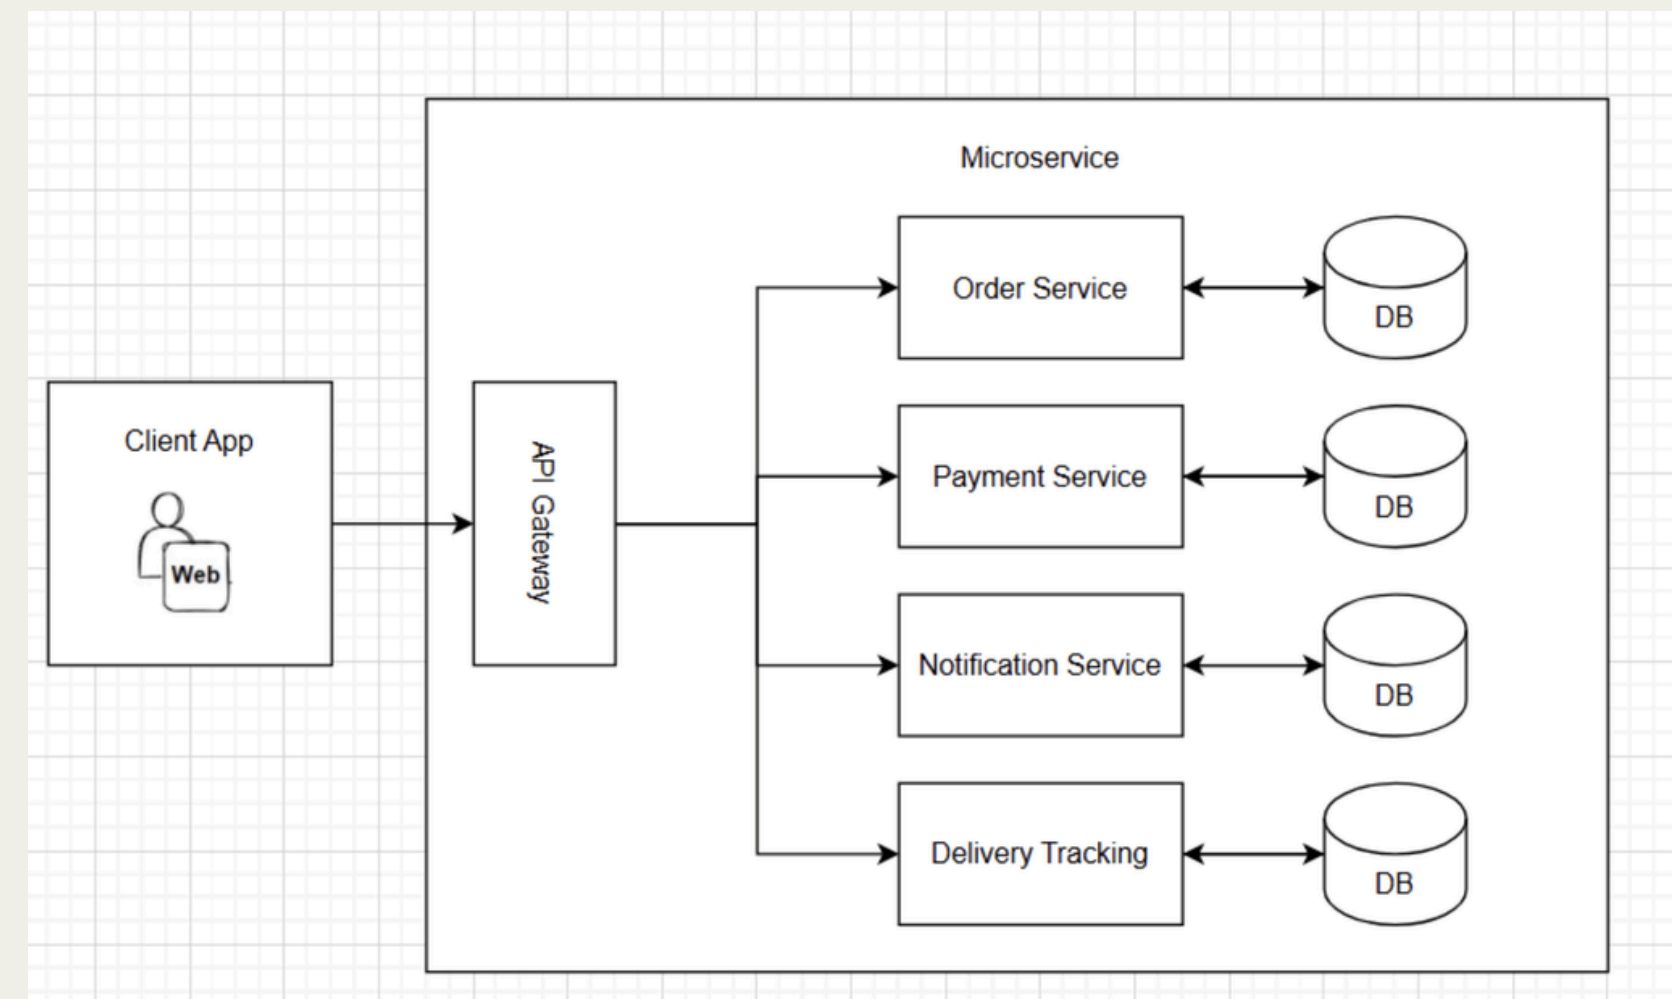 Microservice
Order Service
DB
Client App
Web
API Gateway
Payment Service
DB
Notification Service
DB
Delivery Tracking
DB